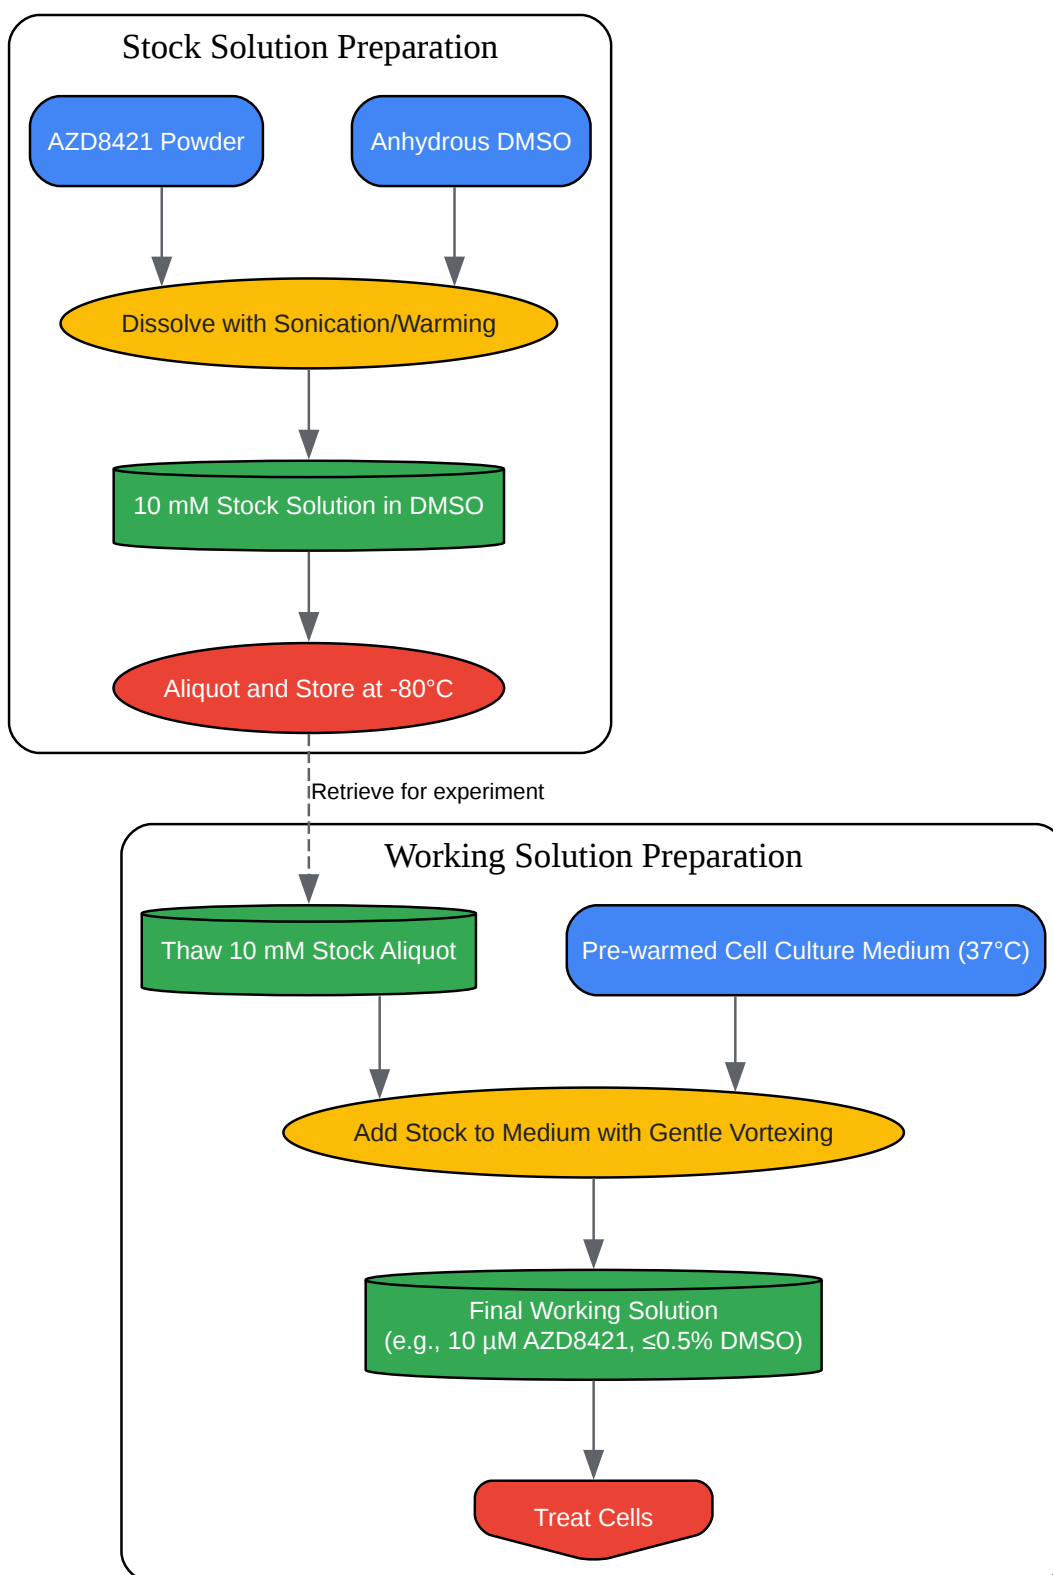 Stock Solution Preparation
AZD8421 Powder
Anhydrous DMSO
Dissolve with Sonication/Warming
10 mM Stock Solution in DMSO
Aliquot and Store at -80°C
Retrieve for experiment
Working Solution Preparation
Thaw 10 mM Stock Aliquot
Pre-warmed Cell Culture Medium (37°C)
Add Stock to Medium with Gentle Vortexing
Final Working Solution
(e.g., 10 µM AZD8421, ≤0.5% DMSO)
Treat Cells